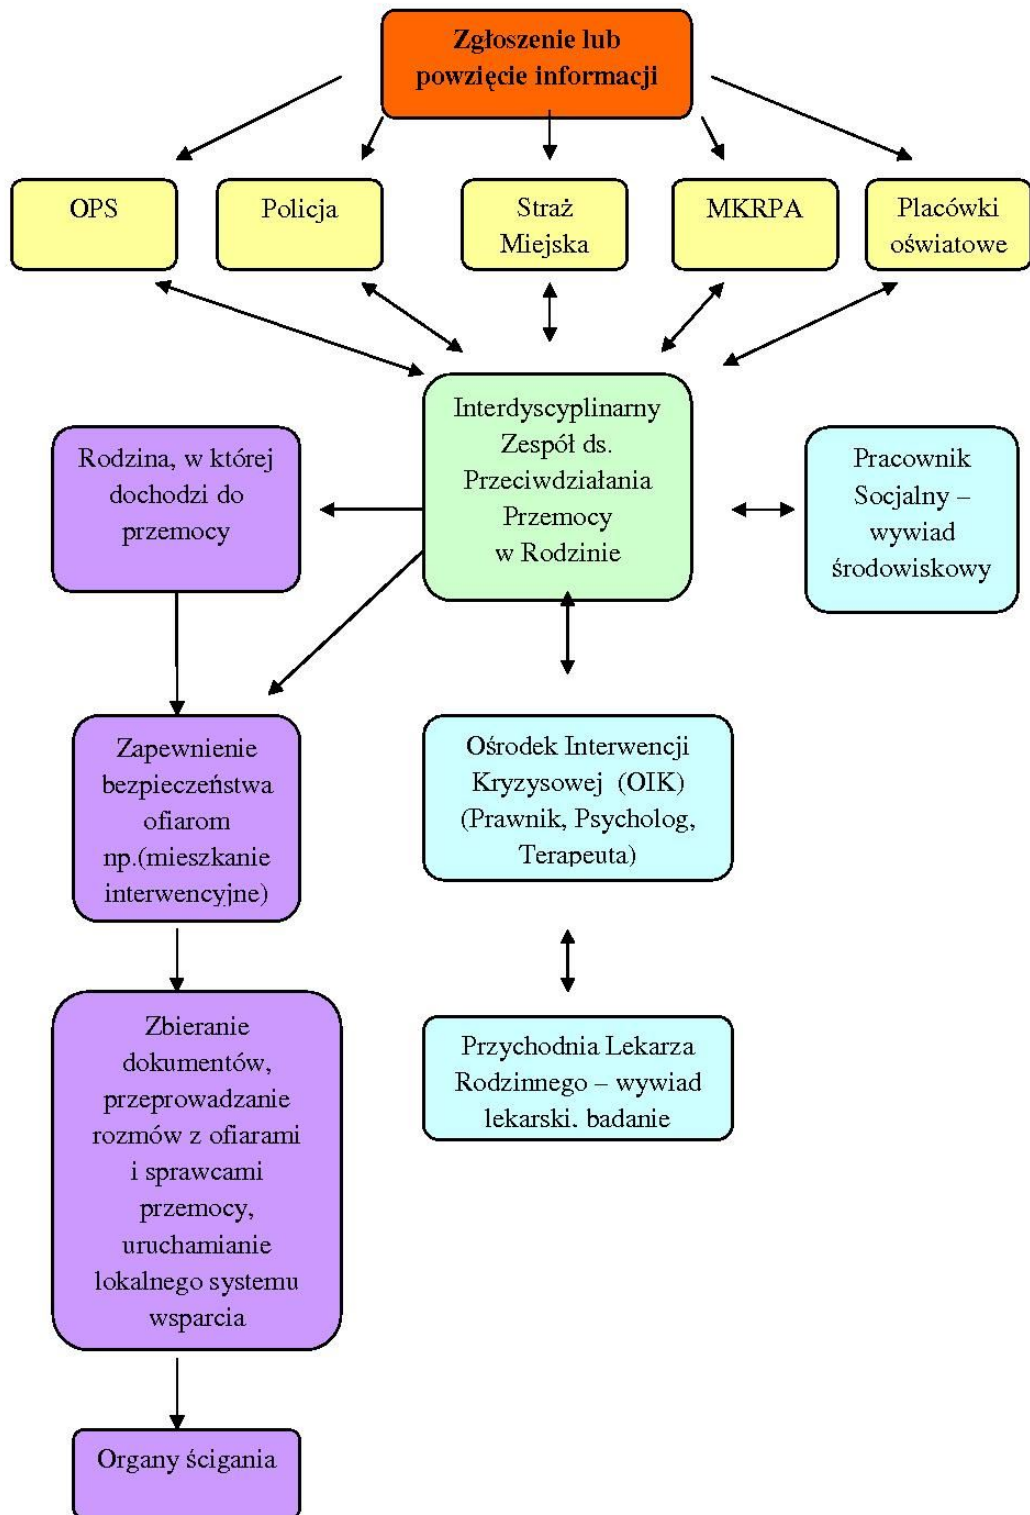 Zgłoszenie lub
powzięcie informacji
OPS
Policja
Straż
Miejska
MKRPA
Placówki
oświatowe
Interdyscyplinarny
Zespół ds.
Przeciwdziałania
Przemocy
w Rodzinie
Rodzina, w której
dochodzi do
przemocy
Pracownik
Socjalny –
wywiad
środowiskowy
Zapewnienie
bezpieczeństwa
ofiarom
np.(mieszkanie
interwencyjne)
Ośrodek Interwencji
Kryzysowej (OIK)
(Prawnik, Psycholog,
Terapeuta)
Zbieranie
dokumentów,
przeprowadzanie
rozmów z ofiarami
i sprawcami
przemocy,
uruchamianie
lokalnego systemu
wsparcia
Przychodnia Lekarza
Rodzinnego – wywiad
lekarski, badanie
Organy ścigania